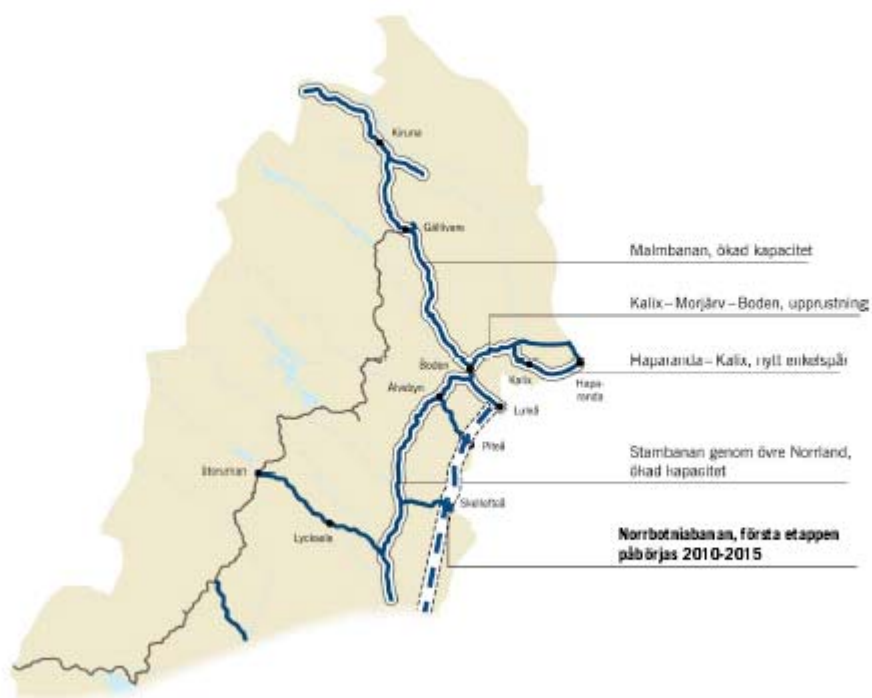 Kiruna
Gällivare
Malmbanan, ökad kapacitet
Kalix–Morjärv–Boden, upprustning
Haparanda–Kalix, nytt enkelspår
Boden
Kalix
Hapa-
randa
Älvsbyn
Luleå
Piteå
Stambanan genom övre Norrland,
ökad kapacitet
Storuman
Skellefteå
Lycksele
Norrbotniabanan, första etappen
påbörjas 2010-2015